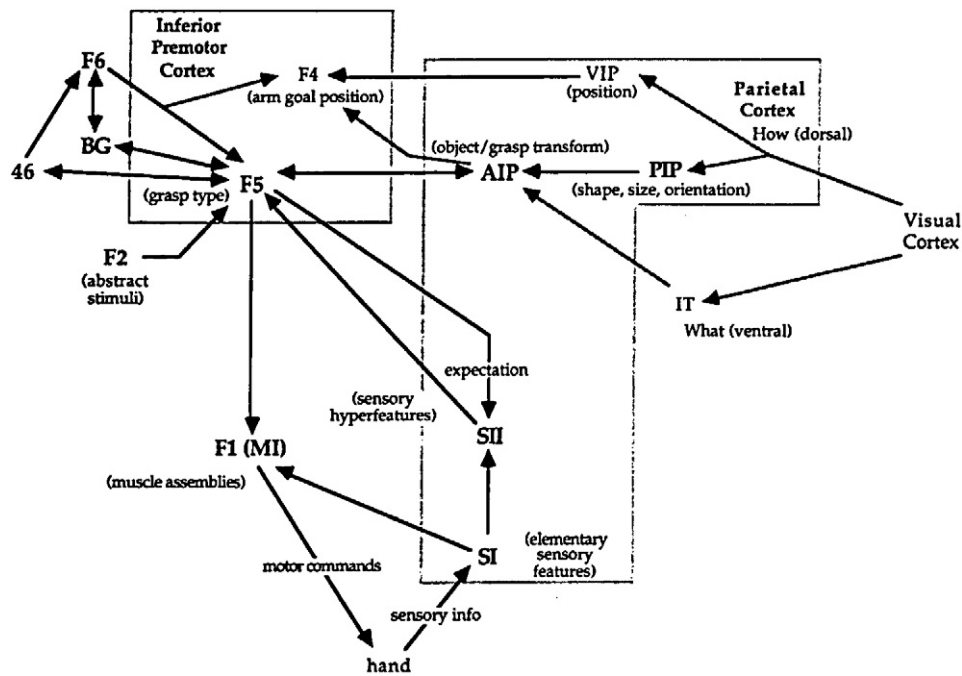 Inferior
Premotor
Cortex
F6
F4
(arm goal position)
VIP
(position)
Parietal
Cortex
How (dorsal)
BG
46
(object/grasp transform)
AIP
PIP
(shape, size, orientation)
(grasp type)
F5
Visual
Cortex
F2
(abstract
stimuli)
IT
What (ventral)
expectation
(sensory
hyperfeatures)
SII
F1 (MI)
(muscle assemblies)
SI
(elementary
sensory
features)
motor commands
sensory info
hand